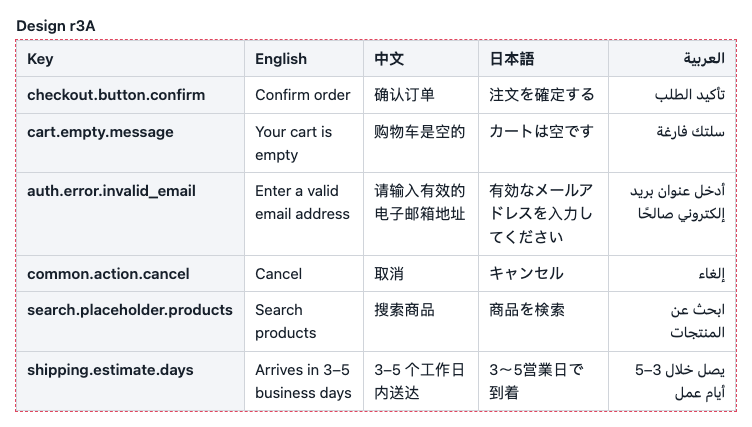 Design r3A
Key English 中文 日本語 العربية
checkout.button.confirm Confirm order 确认订单 注文を確定する تأكيد الطلب
cart.empty.message Your cart is 购物车是空的 カートは空です سلتك فارغة
empty
auth.error.invalid_email Enter a valid 请输入有效的 有効なメールア أدخل عنوان بريد
email address 电子邮箱地址 ドレスを入力し إلكتروني صالحًا
てください
common.action.cancel Cancel 取消 キャンセル إلغاء
search.placeholder.products Search 搜索商品 商品を検索 ابحث عن
products المنتجات
shipping.estimate.days Arrives in 3–5 3–5 个工作日 3〜5営業日で يصل خلال 3–5
business days 内送达 到着 أيام عمل